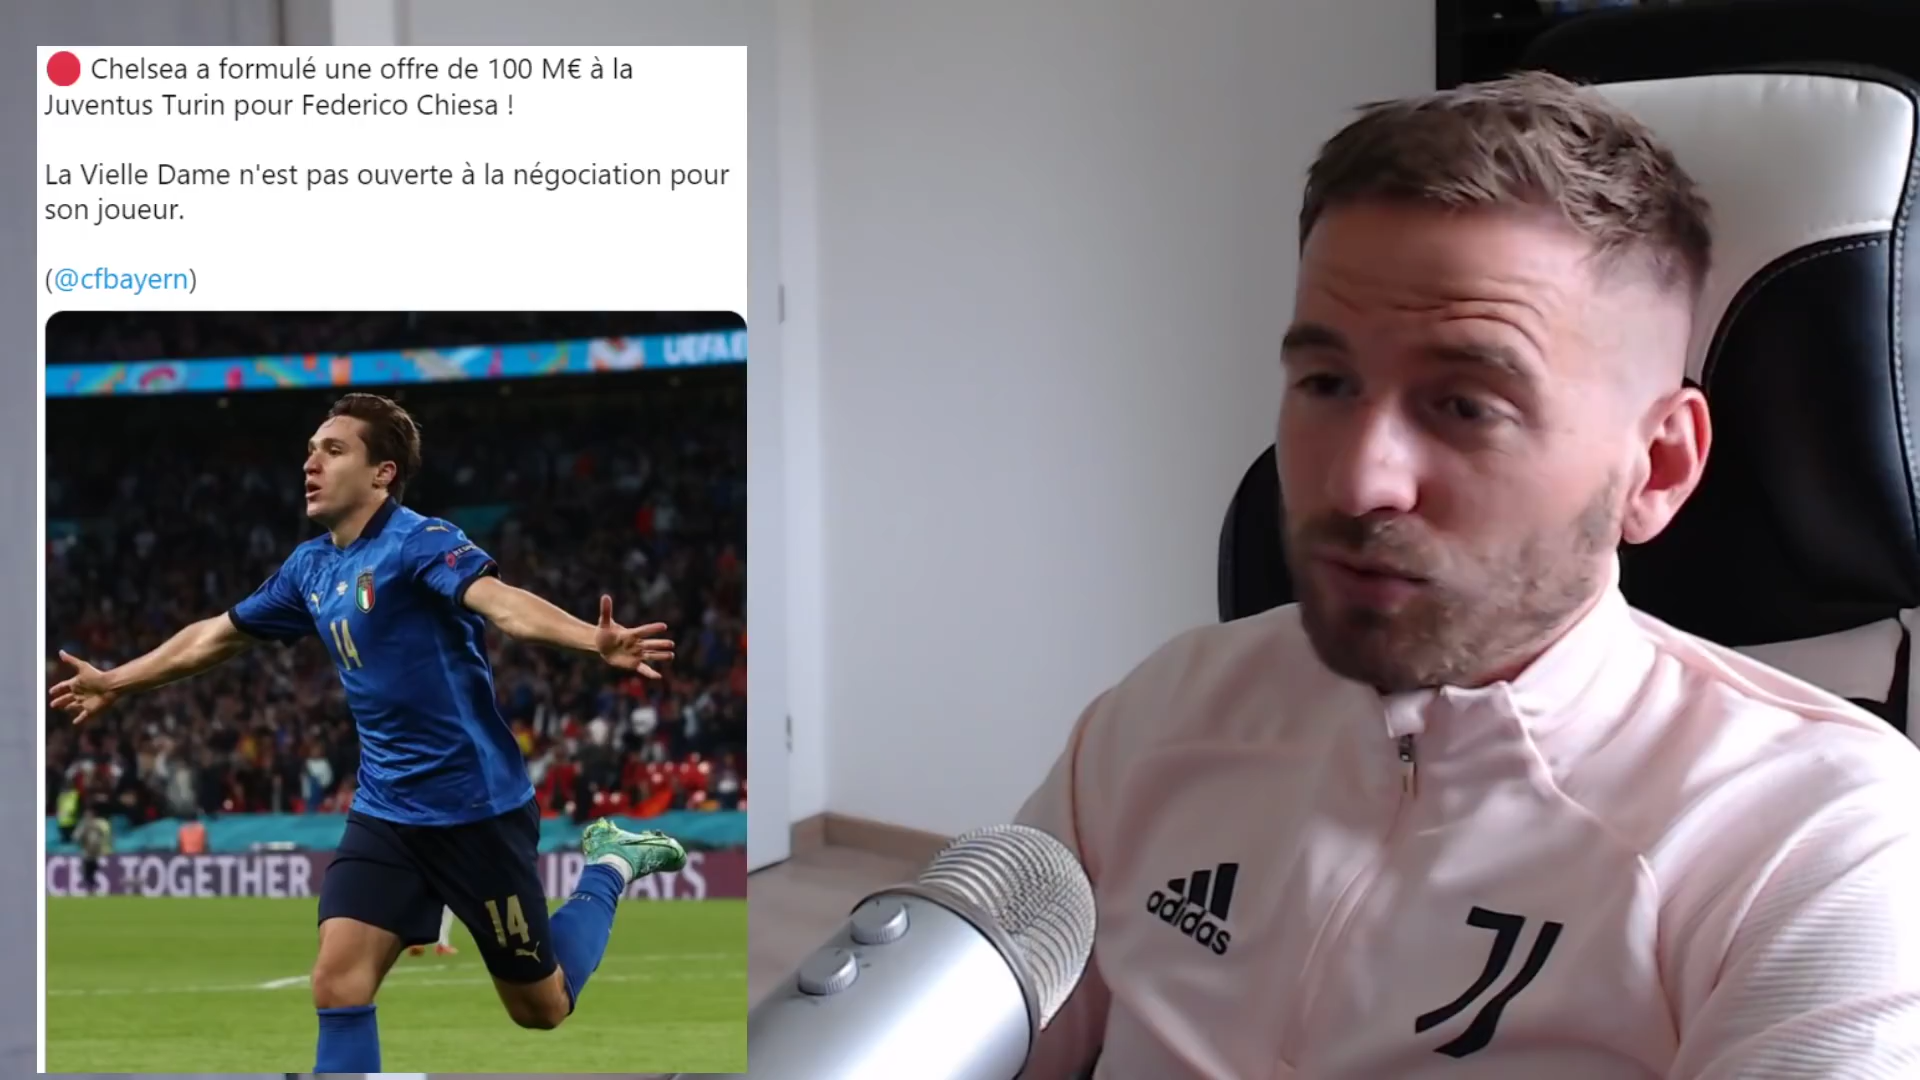 Chelsea a formulé une offre de 100 M€ à la
Juventus Turin pour Federico Chiesa !
La Vielle Dame n'est pas ouverte à la négociation pour
son joueur.
(@cfbayern)
UEFA E
14
CES TOGETHER
14
adidas